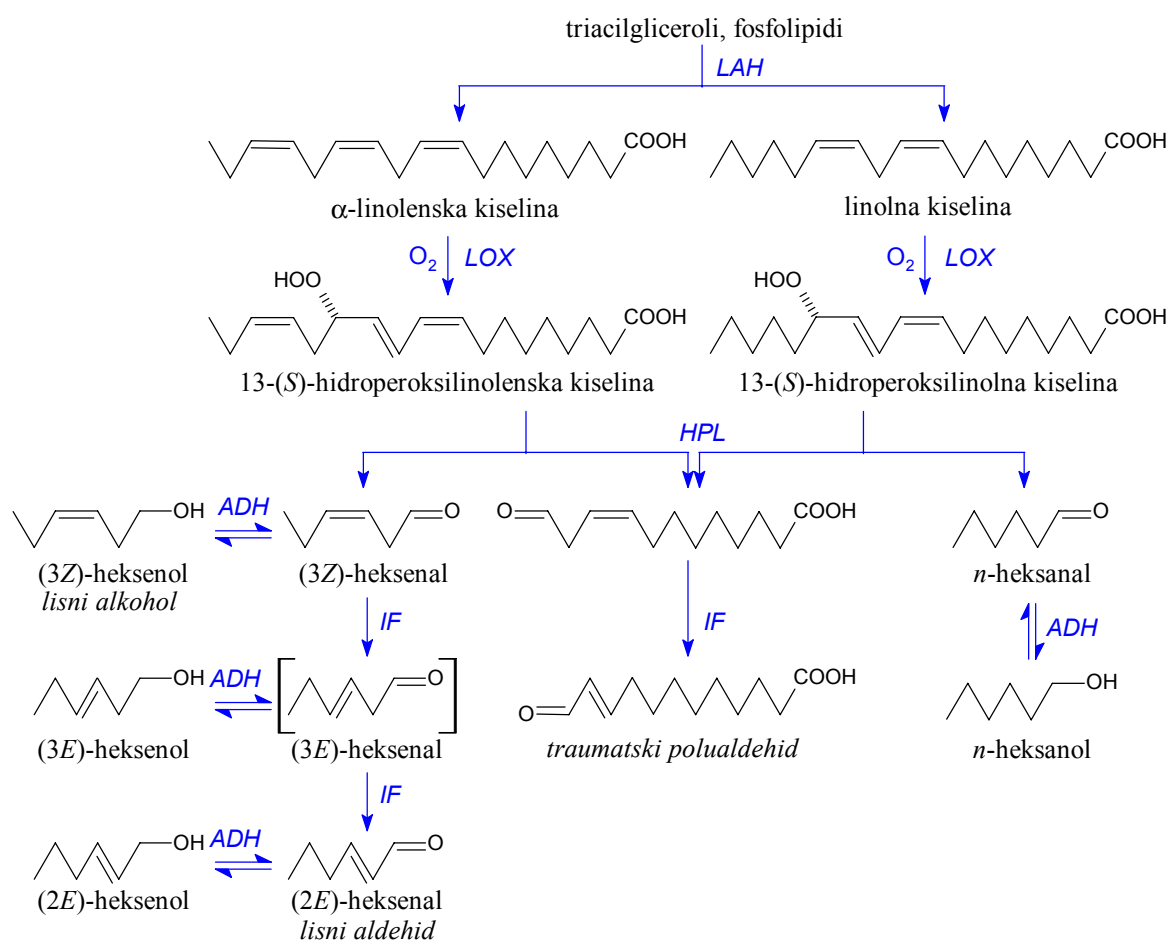 triacilgliceroli, fosfolipidi
LAH
COOH COOH
α-linolenska kiselina linolna kiselina
O2 LOX O2 LOX
HOO HOO
COOH COOH
13-(S)-hidroperoksilinolenska kiselina 13-(S)-hidroperoksilinolna kiselina
HPL
OH ADH O O COOH O
(3Z)-heksenol (3Z)-heksenal n-heksanal
lisni alkohol
IF IF ADH
OH ADH O O COOH OH
(3E)-heksenol (3E)-heksenal traumatski polualdehid n-heksanol
IF
OH ADH O
(2E)-heksenol (2E)-heksenal
lisni aldehid